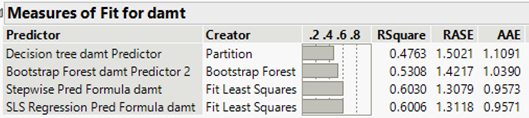 Measures of Fit for damt
Predictor Creator .2 .4 .6 .8 RSquare RASE AAE
Decision tree damt Predictor Partition 0.4763 1.5021 1.1091
Bootstrap Forest damt Predictor 2 Bootstrap Forest 0.5308 1.4217 1.0390
Stepwise Pred Formula damt Fit Least Squares 0.6030 1.3079 0.9573
SLS Regression Pred Formula damt Fit Least Squares 0.6006 1.3118 0.9571